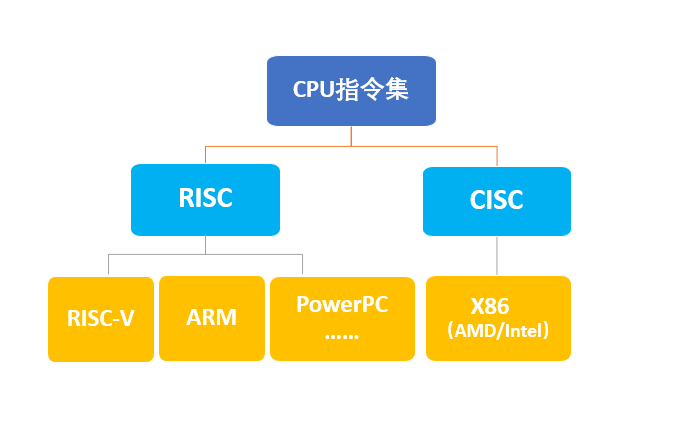 CPU指令集
RISC
CISC
RISC-V
ARM
PowerPC
......
X86
(AMD/Intel)